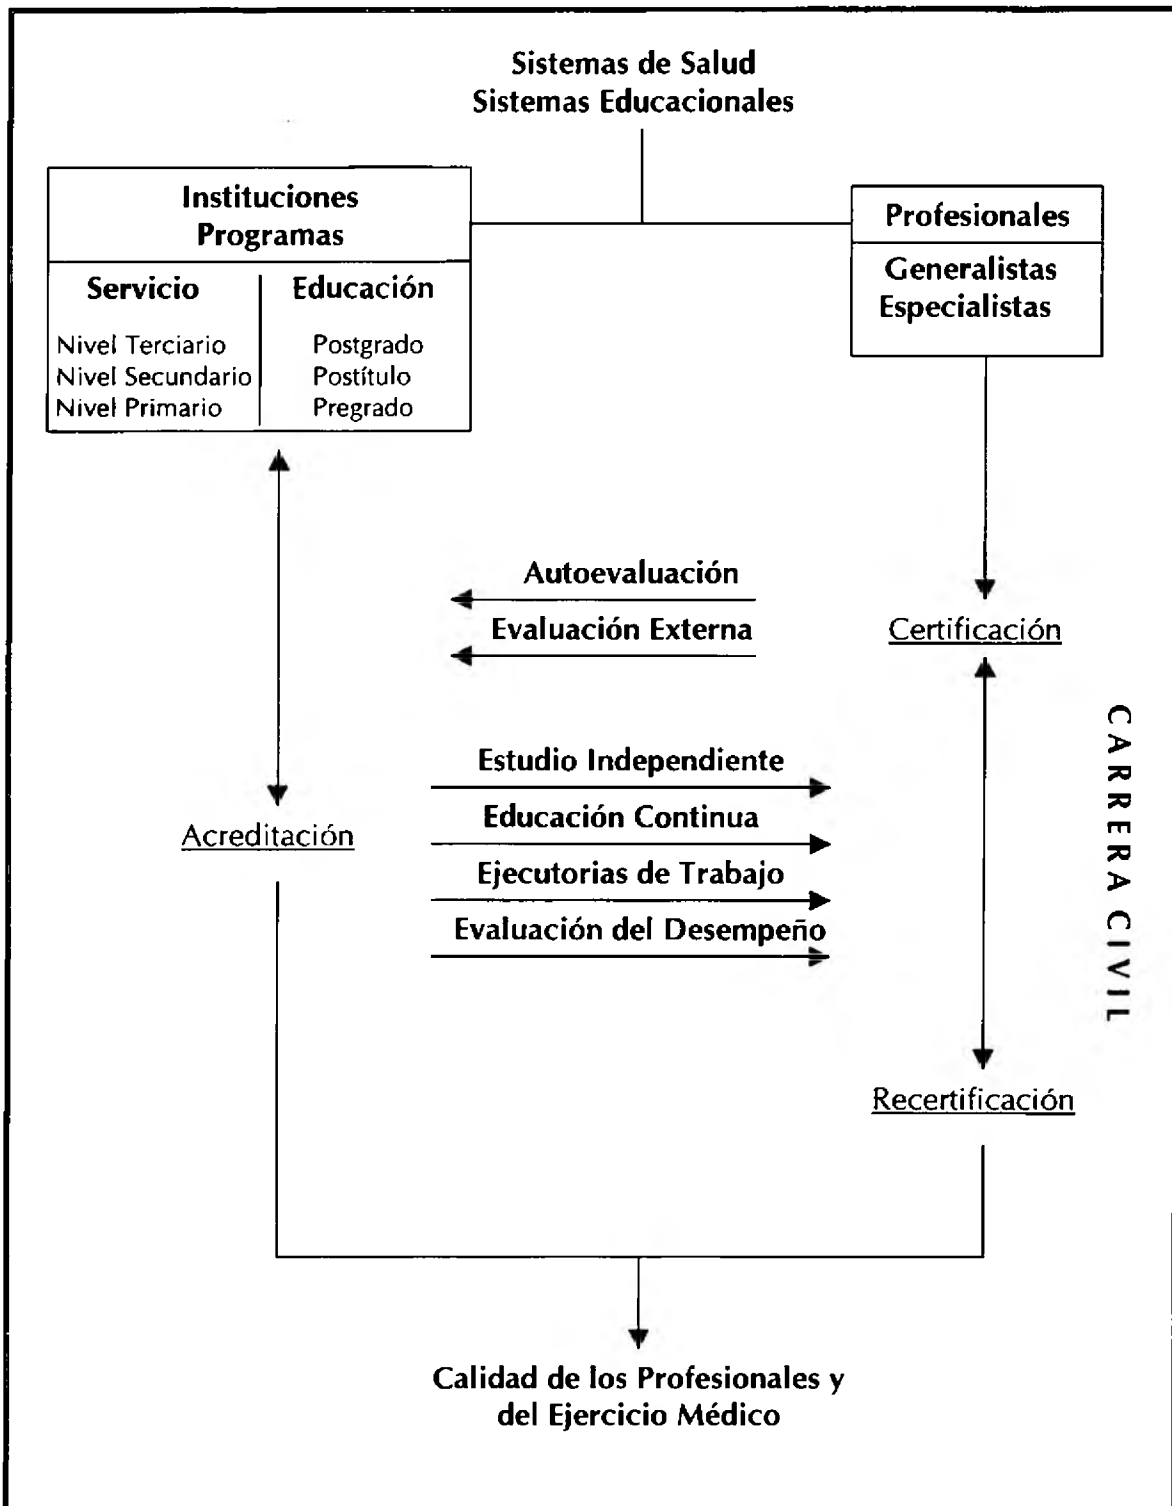 Sistemas de Salud
Sistemas Educacionales
Instituciones
Programas
Servicio
Educación
Nivel Terciario
Postgrado
Nivel Secundario
Postítulo
Nivel Primario
Pregrado
Profesionales
Generalistas
Especialistas
Autoevaluación
Evaluación Externa
Certificación
Estudio Independiente
Educación Continua
Ejecutorias de Trabajo
Evaluación del Desempeño
Acreditación
CARRERA CIVIL
Recertificación
Calidad de los Profesionales y
del Ejercicio Médico